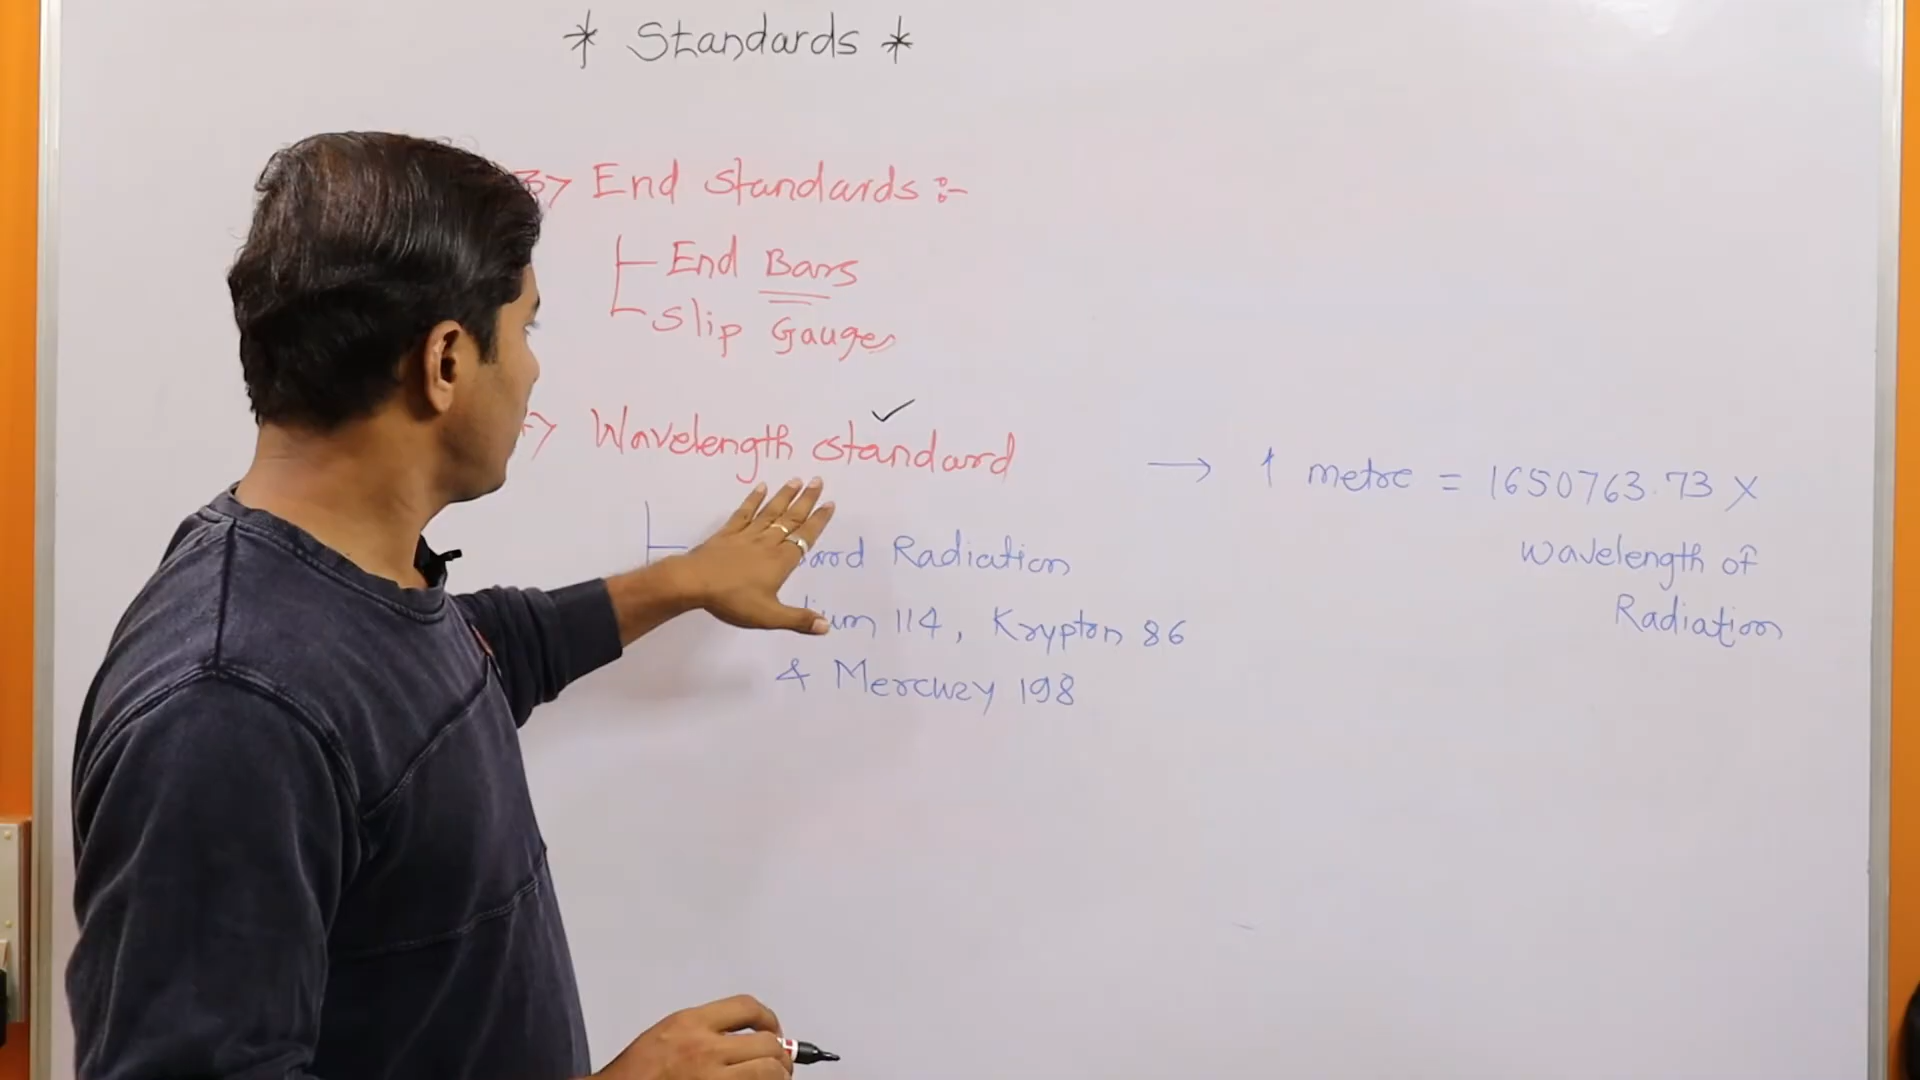 * Standards *
3> End Standards :-
End Bars
Slip Gauges
> Wavelength standard
→ 1 metre = 1650763.73 X
wavelength of
Radiation
Radiation
114, Krypton 86
& Mercury 198